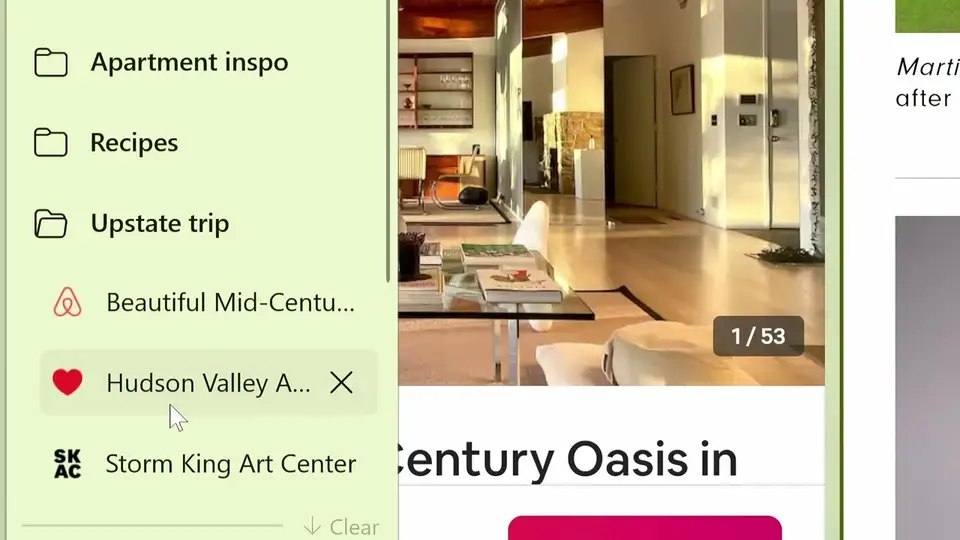 Apartment inspo
Recipes
Upstate trip
Beautiful Mid-Centu...
Hudson Valley A...
SK
AC
Storm King Art Center
Clear
1 / 53
Century Oasis in
Marti
after